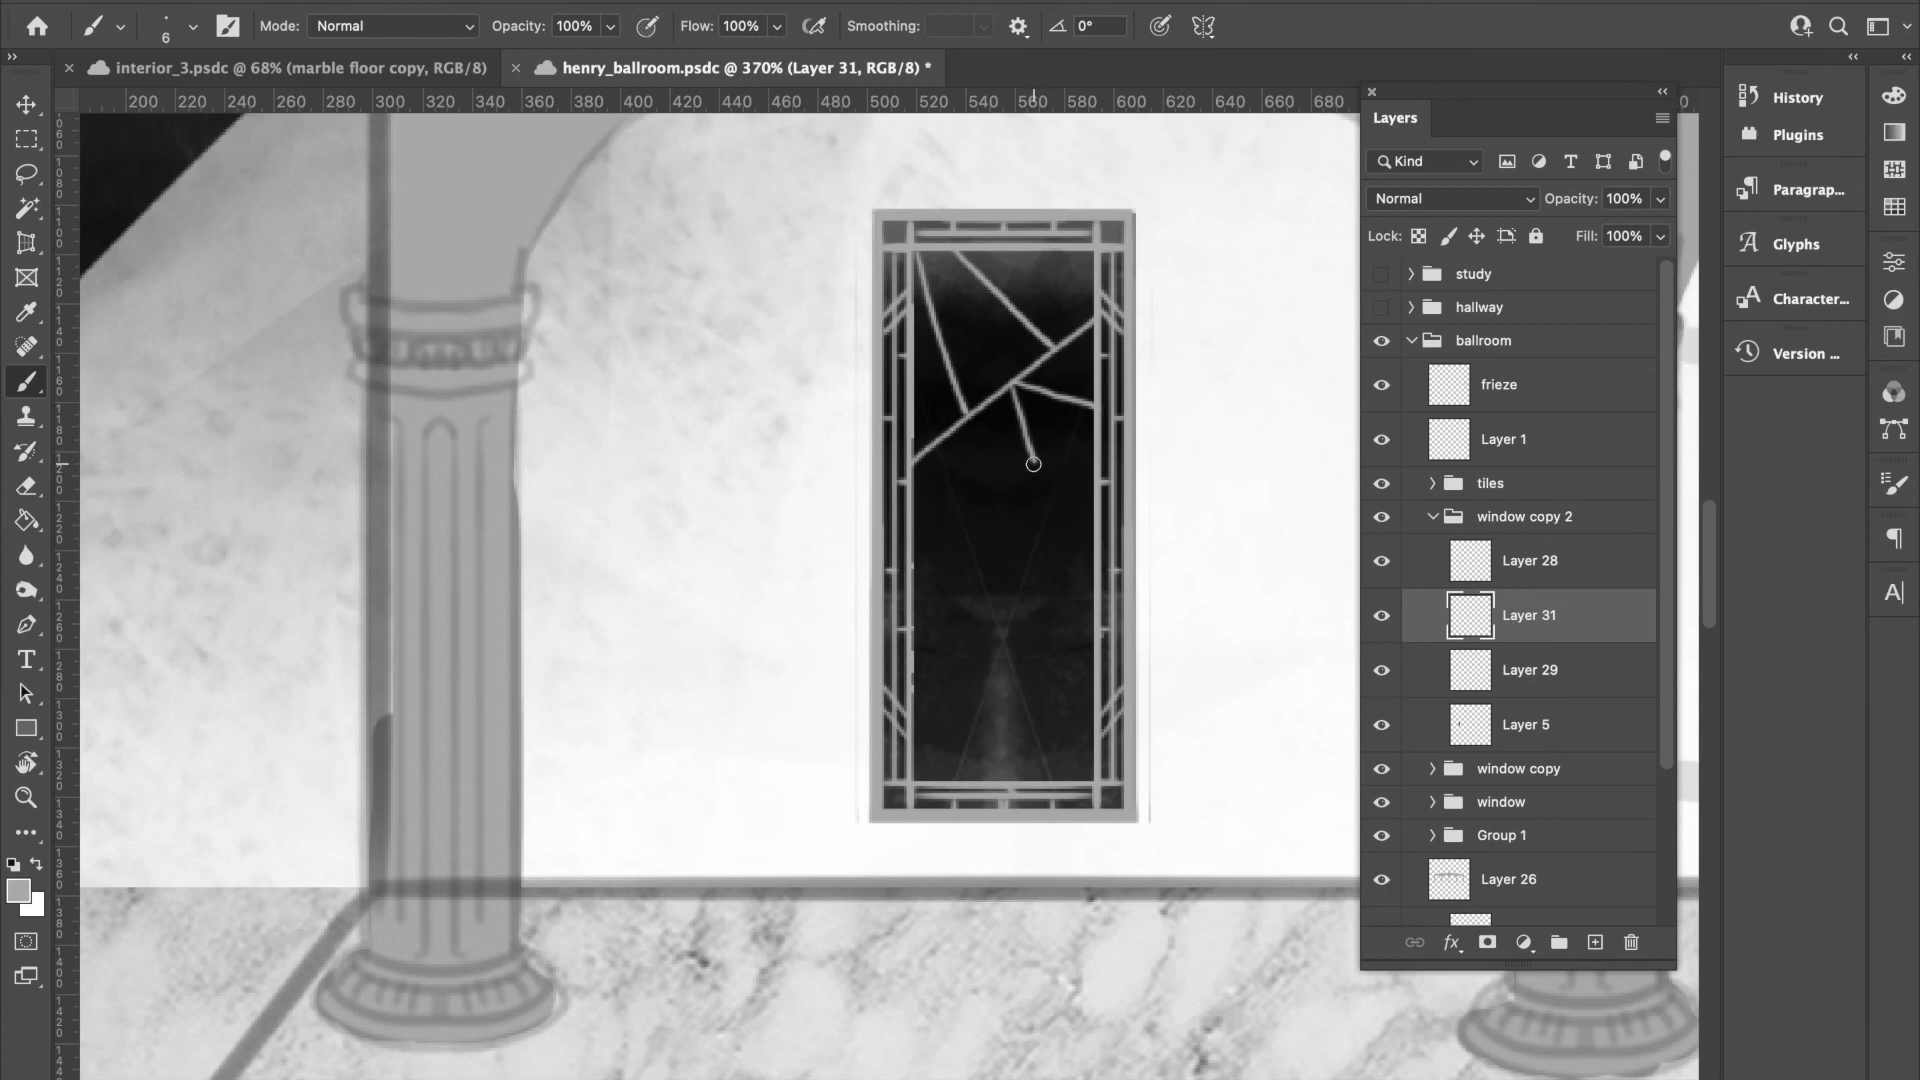 6
Mode:
Normal
Opacity:
100%
Flow:
100%
Smoothing:
0°
interior_3.psdc @ 68% (marble floor copy, RGB/8)
henry_ballroom.psdc @ 370% (Layer 31, RGB/8) *
200 220 240 260 280 300 320 340 360 380 400 420 440 460 480 500 520 540 560 580 600 620 640 660 680
Layers
Kind
Normal
Opacity:
100%
Lock:
Fill:
100%
study
hallway
ballroom
frieze
Layer 1
tiles
window copy 2
Layer 28
Layer 31
Layer 29
Layer 5
window copy
window
Group 1
Layer 26
fx
History
Plugins
Paragrap...
Glyphs
Character...
Version ...